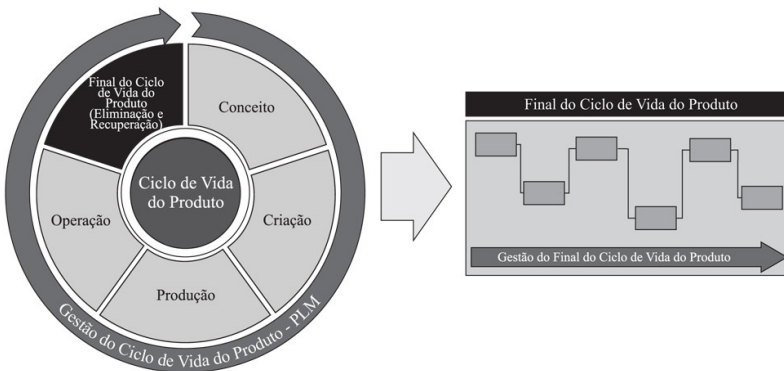 Final do Ciclo
de Vida do
Produto
(Eliminação e
Recuperação)
Conceito
Ciclo de Vida
do Produto
Operação
Criação
Produção
Gestão do Ciclo de Vida do Produto - PLM
Final do Ciclo de Vida do Produto
Gestão do Final do Ciclo de Vida do Produto